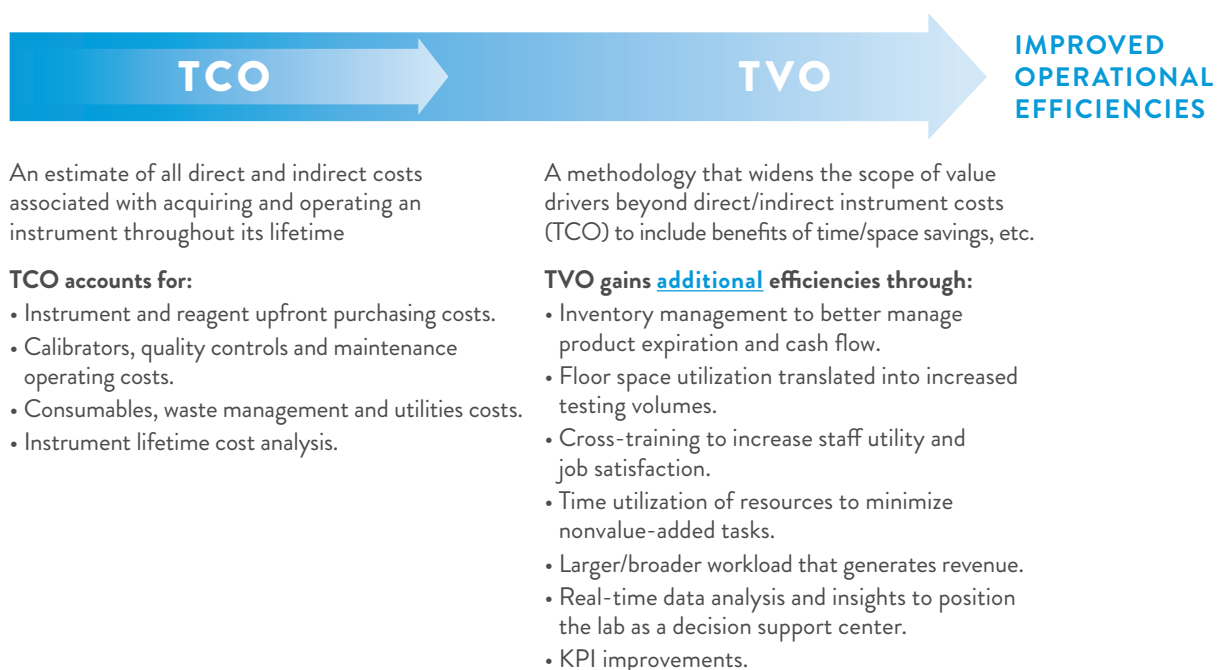 TCO
TVO
IMPROVED
OPERATIONAL
EFFICIENCIES
An estimate of all direct and indirect costs
associated with acquiring and operating an
instrument throughout its lifetime
TCO accounts for:
• Instrument and reagent upfront purchasing costs.
• Calibrators, quality controls and maintenance
operating costs.
• Consumables, waste management and utilities costs.
• Instrument lifetime cost analysis.
A methodology that widens the scope of value
drivers beyond direct/indirect instrument costs
(TCO) to include benefits of time/space savings, etc.
TVO gains additional efficiencies through:
• Inventory management to better manage
product expiration and cash flow.
• Floor space utilization translated into increased
testing volumes.
• Cross-training to increase staff utility and
job satisfaction.
• Time utilization of resources to minimize
nonvalue-added tasks.
• Larger/broader workload that generates revenue.
• Real-time data analysis and insights to position
the lab as a decision support center.
• KPI improvements.